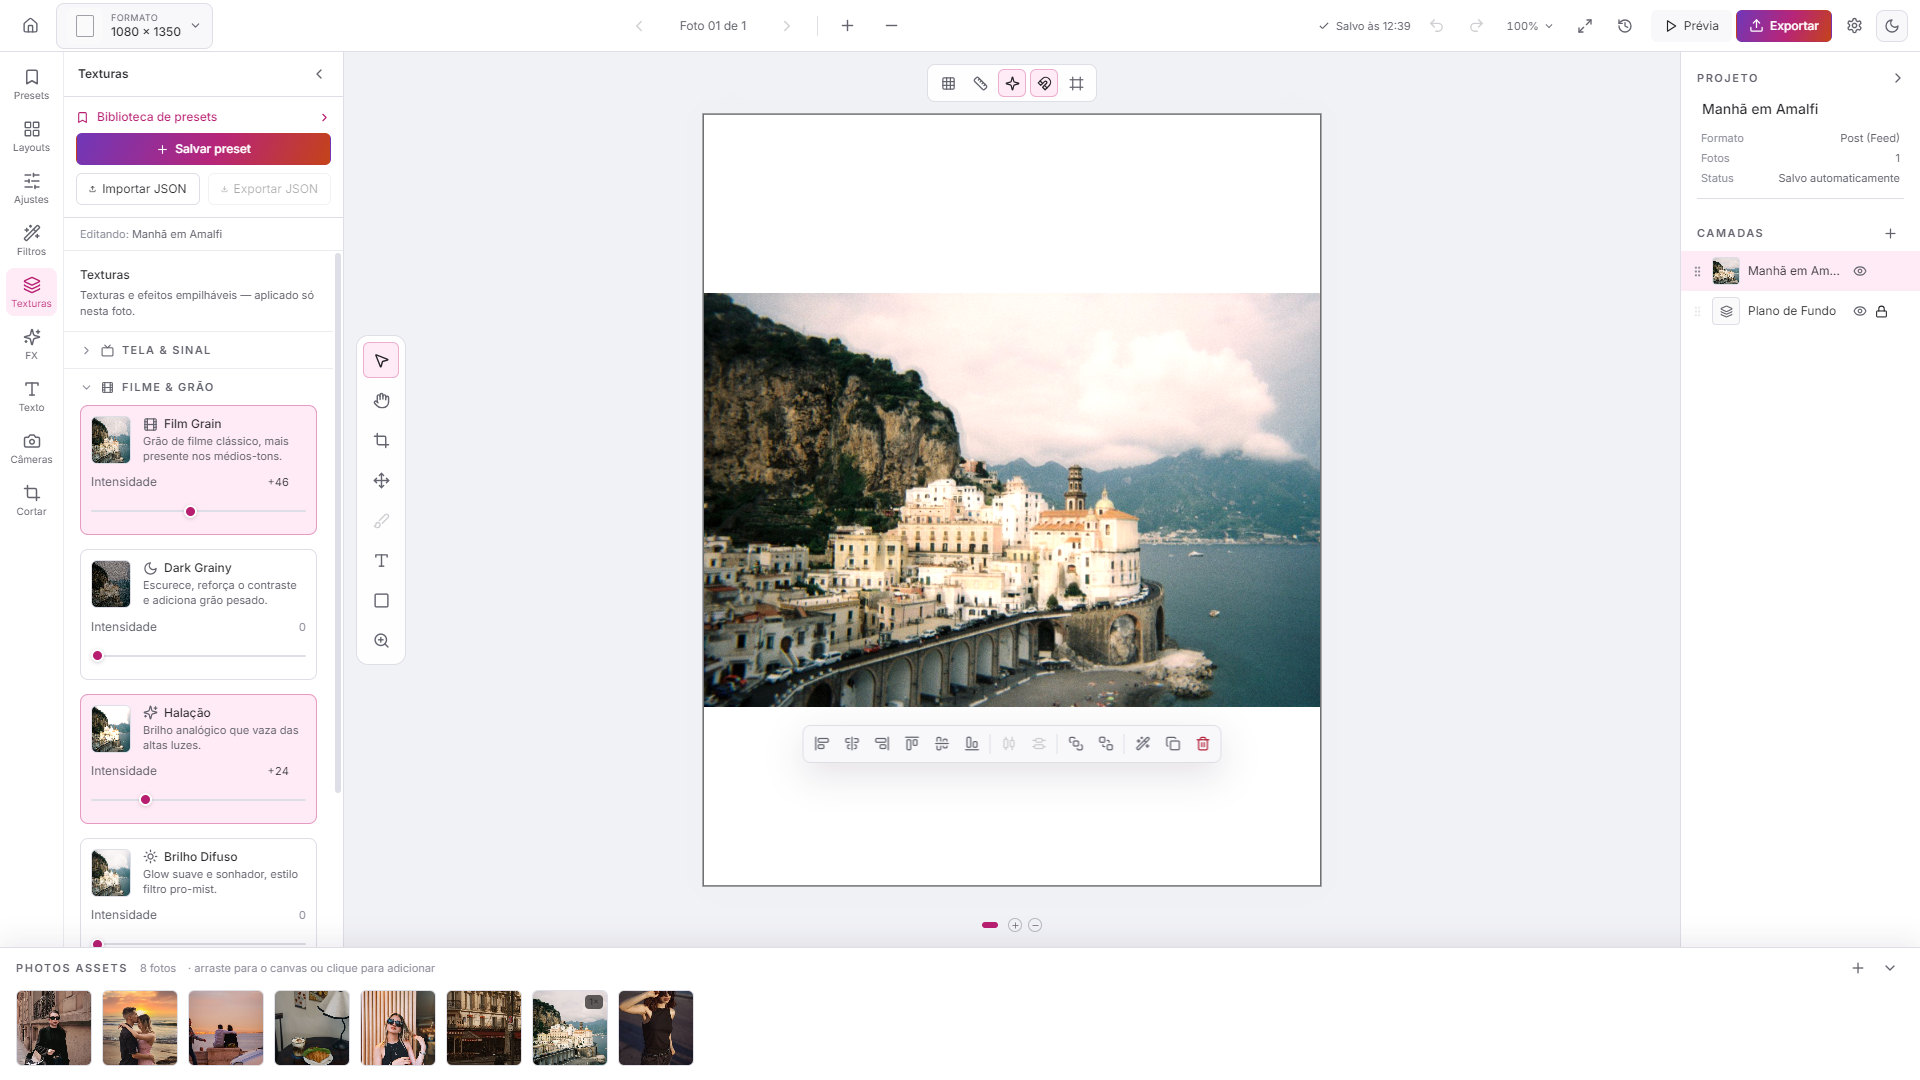 FORMATO
1080 × 1350
Foto 01 de 1
Salvo às 12:39
100%
Prévia
Exportar
Presets
Layouts
Ajustes
Filtros
Texturas
FX
Texto
Câmeras
Cortar
Texturas
Biblioteca de presets
Salvar preset
Importar JSON
Exportar JSON
Editando: Manhã em Amalfi
Texturas
Texturas e efeitos empilháveis — aplicado só
nesta foto.
TELA & SINAL
FILME & GRÃO
Film Grain
Grão de filme clássico, mais
presente nos médios-tons.
Intensidade +46
Dark Grainy
Escurece, reforça o contraste
e adiciona grão pesado.
Intensidade 0
Halação
Brilho analógico que vaza das
altas luzes.
Intensidade +24
Brilho Difuso
Glow suave e sonhador, estilo
filtro pro-mist.
Intensidade 0
PROJETO
Manhã em Amalfi
Formato Post (Feed)
Fotos 1
Status Salvo automaticamente
CAMADAS
Manhã em Am...
Plano de Fundo
PHOTOS ASSETS 8 fotos · arraste para o canvas ou clique para adicionar
1×